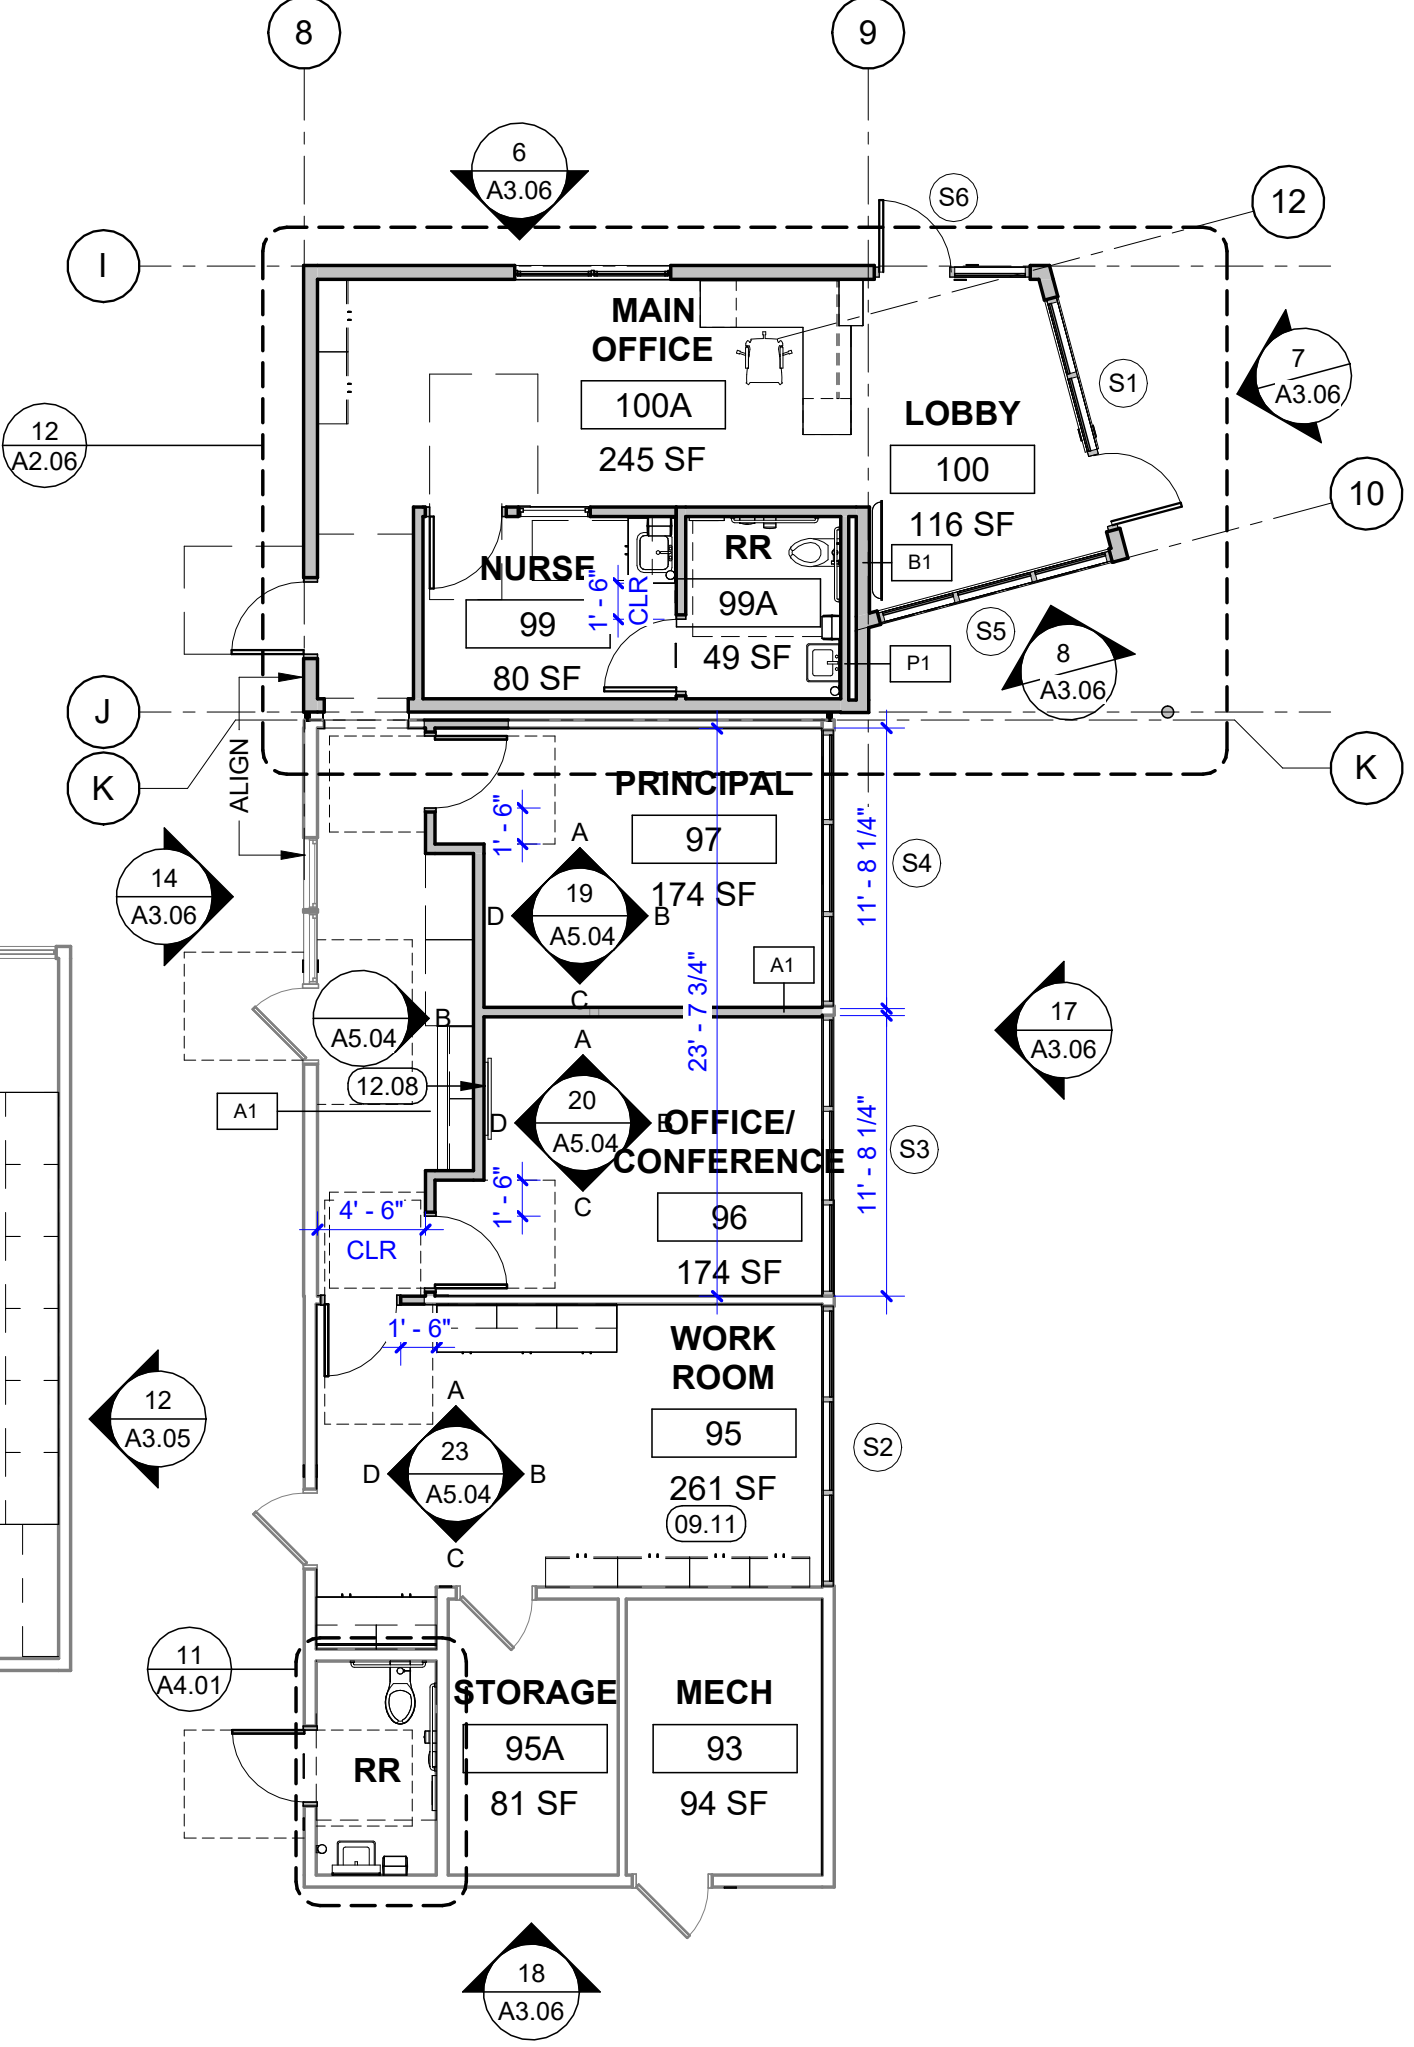 8
9
6
A3.06
S6
12
I
MAIN
OFFICE
100A
245 SF
LOBBY
100
116 SF
S1
7
A3.06
12
A2.06
10
NURSE
99
80 SF
1' - 6"
CLR
RR
99A
49 SF
B1
P1
S5
8
A3.06
J
K
K
ALIGN
PRINCIPAL
97
174 SF
1' - 6"
A
19
A5.04
B
C
D
11' - 8 1/4"
S4
14
A3.06
A1
23' - 7 3/4"
A5.04
B
12.08
A1
17
A3.06
A
20
A5.04
B
C
D
OFFICE/
CONFERENCE
96
174 SF
11' - 8 1/4"
S3
1' - 6"
4' - 6"
CLR
1' - 6"
WORK
ROOM
95
261 SF
09.11
12
A3.05
A
23
A5.04
B
C
D
S2
11
A4.01
RR
STORAGE
95A
81 SF
MECH
93
94 SF
18
A3.06